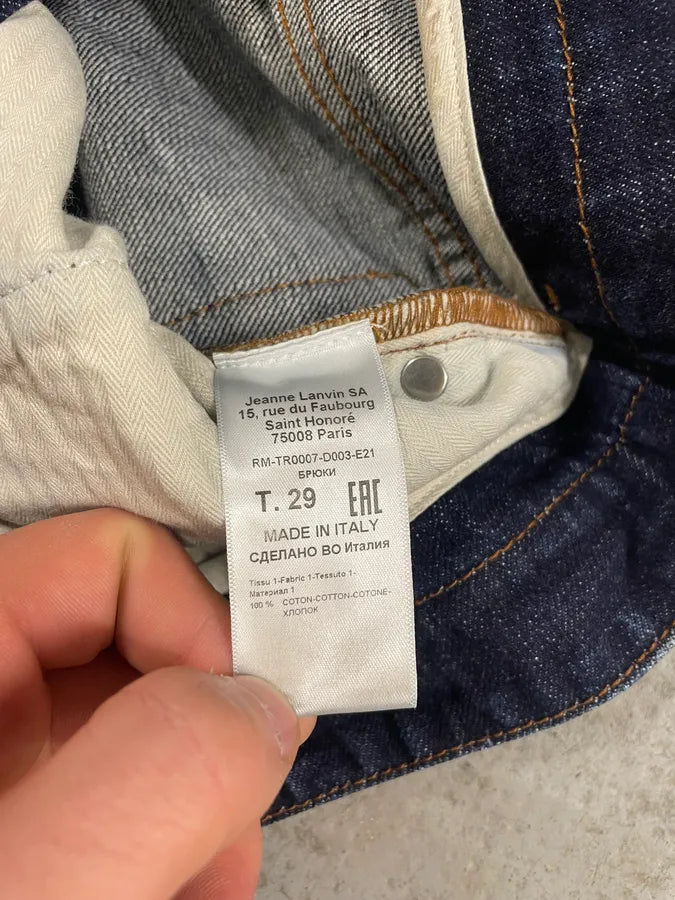 Jeanne Lanvin SA
15, rue du Faubourg
Saint Honoré
75008 Paris
RM-TR0007-D003-E21
БРЮКИ
T. 29 EAC
MADE IN ITALY
СДЕЛАНО ВО Италия
Tissu 1-Fabric 1-Tessuto 1-
Материал 1
100 % COTON-COTTON-COTONE-
ХЛОПОК